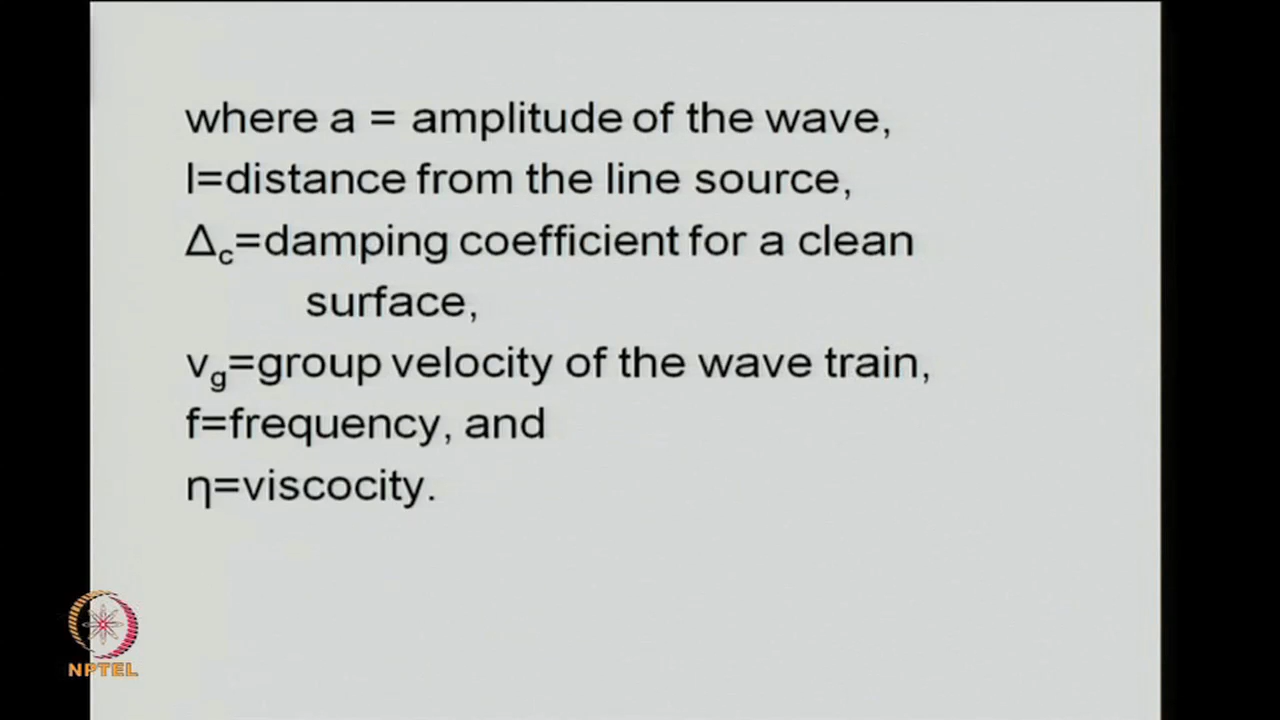 where a = amplitude of the wave,
l=distance from the line source,
Δc=damping coefficient for a clean
surface,
vg=group velocity of the wave train,
f=frequency, and
η=viscocity.
NPTEL